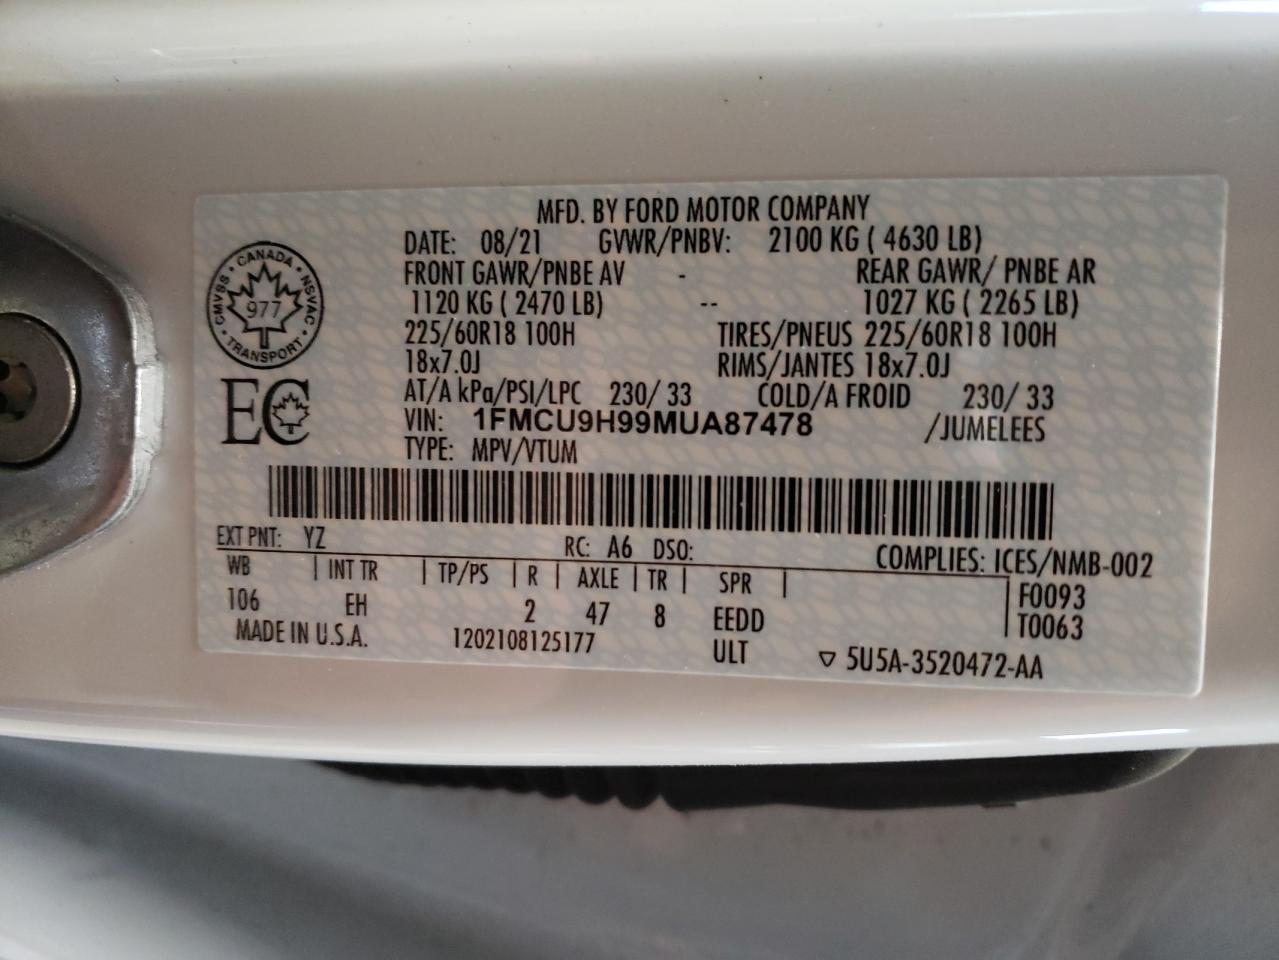 MFD. BY FORD MOTOR COMPANY
DATE: 08/21 GVWR/PNBV: 2100 KG ( 4630 LB)
FRONT GAWR/PNBE AV - REAR GAWR/ PNBE AR
1120 KG ( 2470 LB) -- 1027 KG ( 2265 LB)
225/60R18 100H TIRES/PNEUS 225/60R18 100H
18x7.0J RIMS/JANTES 18x7.0J
AT/A kPa/PSI/LPC 230/ 33 COLD/A FROID 230/ 33
VIN: 1FMCU9H99MUA87478 /JUMELEES
TYPE: MPV/VTUM
CANADA
CMVSS • NSVAC
977
TRANSPORT
EC
EXT PNT: YZ RC: A6 DSO: COMPLIES: ICES/NMB-002
WB | INT TR | TP/PS | R | AXLE | TR | SPR | F0093
106 EH 2 47 8 EEDD T0063
MADE IN U.S.A. 1202108125177 ULT ▽ 5U5A-3520472-AA